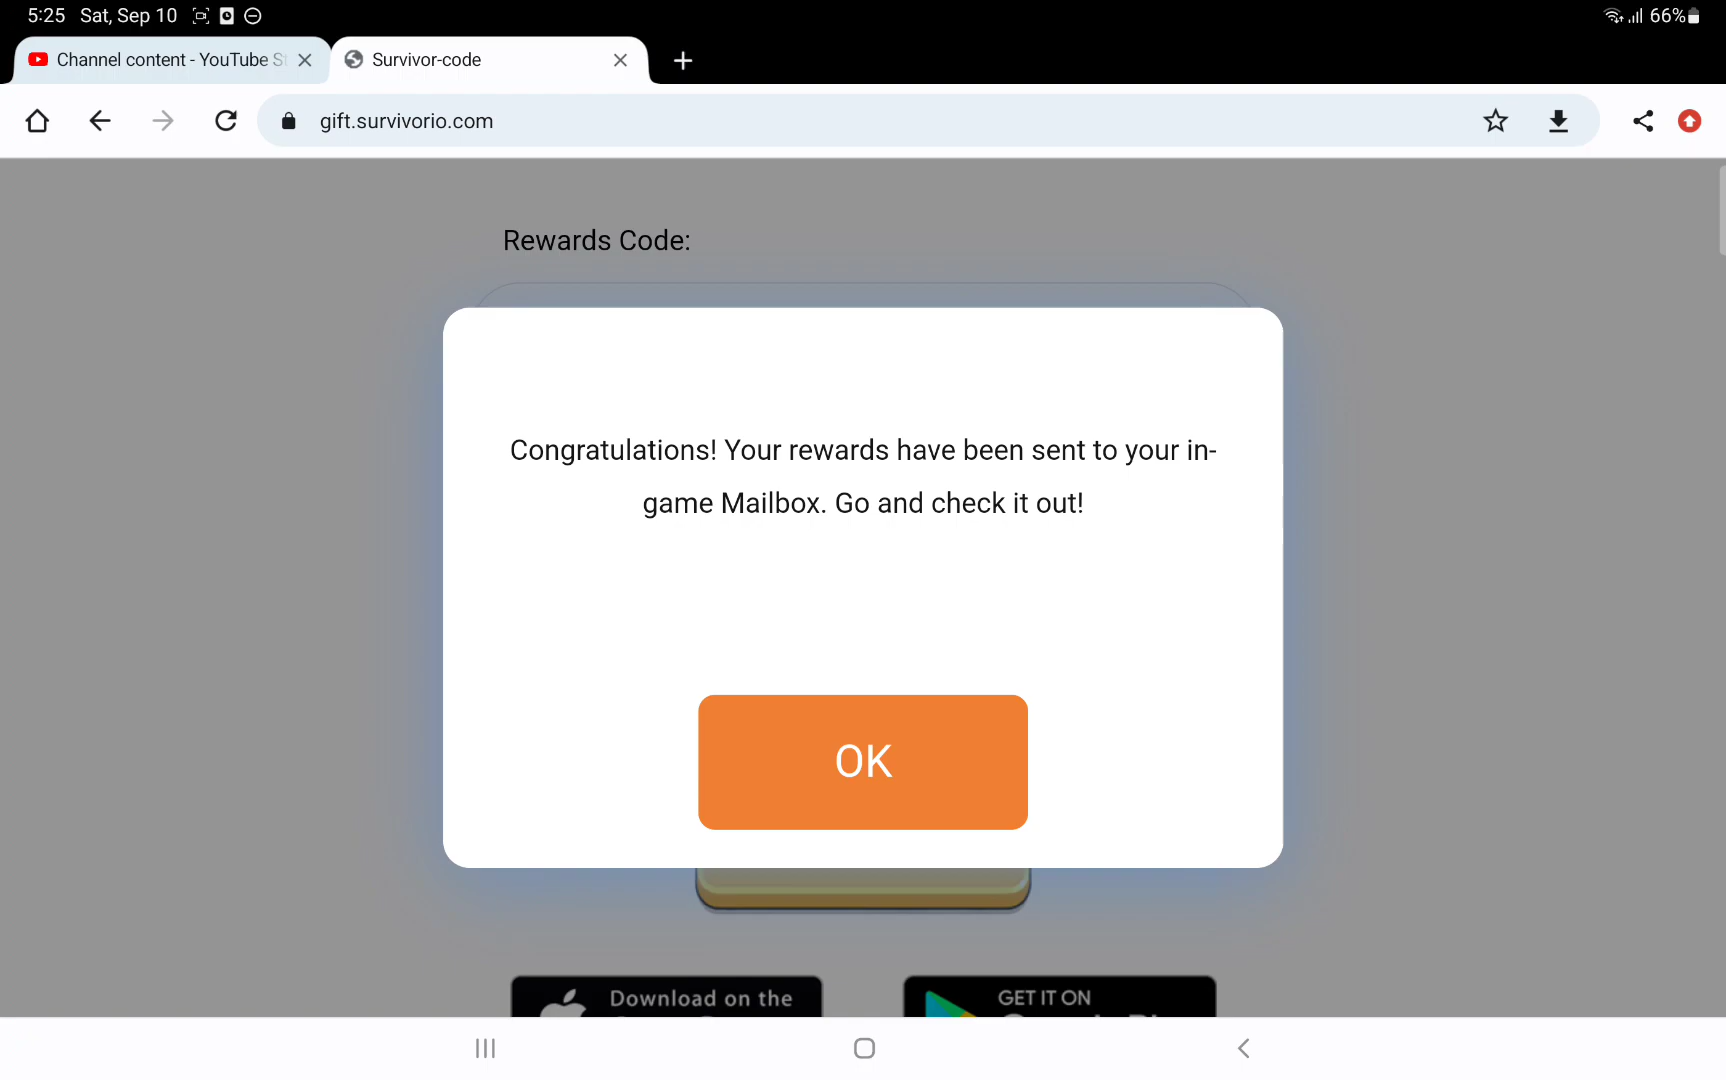 5:25 Sat, Sep 10
66%
Channel content - YouTube S
Survivor-code
gift.survivorio.com
Rewards Code:
Congratulations! Your rewards have been sent to your in-
game Mailbox. Go and check it out!
OK
Download on the
GET IT ON